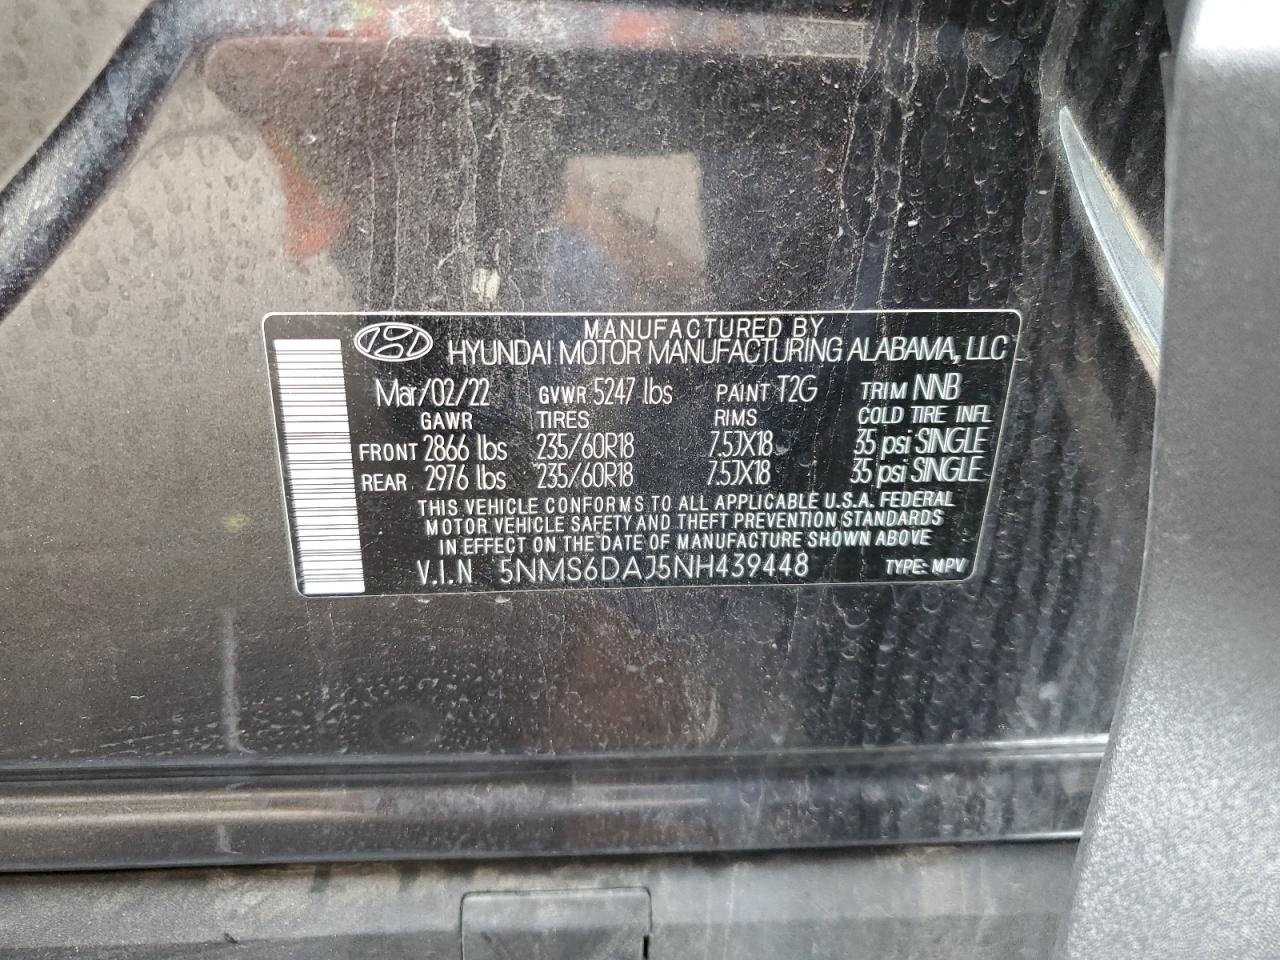 MANUFACTURED BY
HYUNDAI MOTOR MANUFACTURING ALABAMA, LLC
Mar/02/22 GVWR 5247 lbs PAINT T2G TRIM NNB
GAWR TIRES RIMS COLD TIRE INFL
FRONT 2866 lbs 235/60R18 7.5JX18 35 psi SINGLE
REAR 2976 lbs 235/60R18 7.5JX18 35 psi SINGLE
THIS VEHICLE CONFORMS TO ALL APPLICABLE U.S.A. FEDERAL
MOTOR VEHICLE SAFETY AND THEFT PREVENTION STANDARDS
IN EFFECT ON THE DATE OF MANUFACTURE SHOWN ABOVE
V.I.N 5NMS6DAJ5NH439448 TYPE: MPV